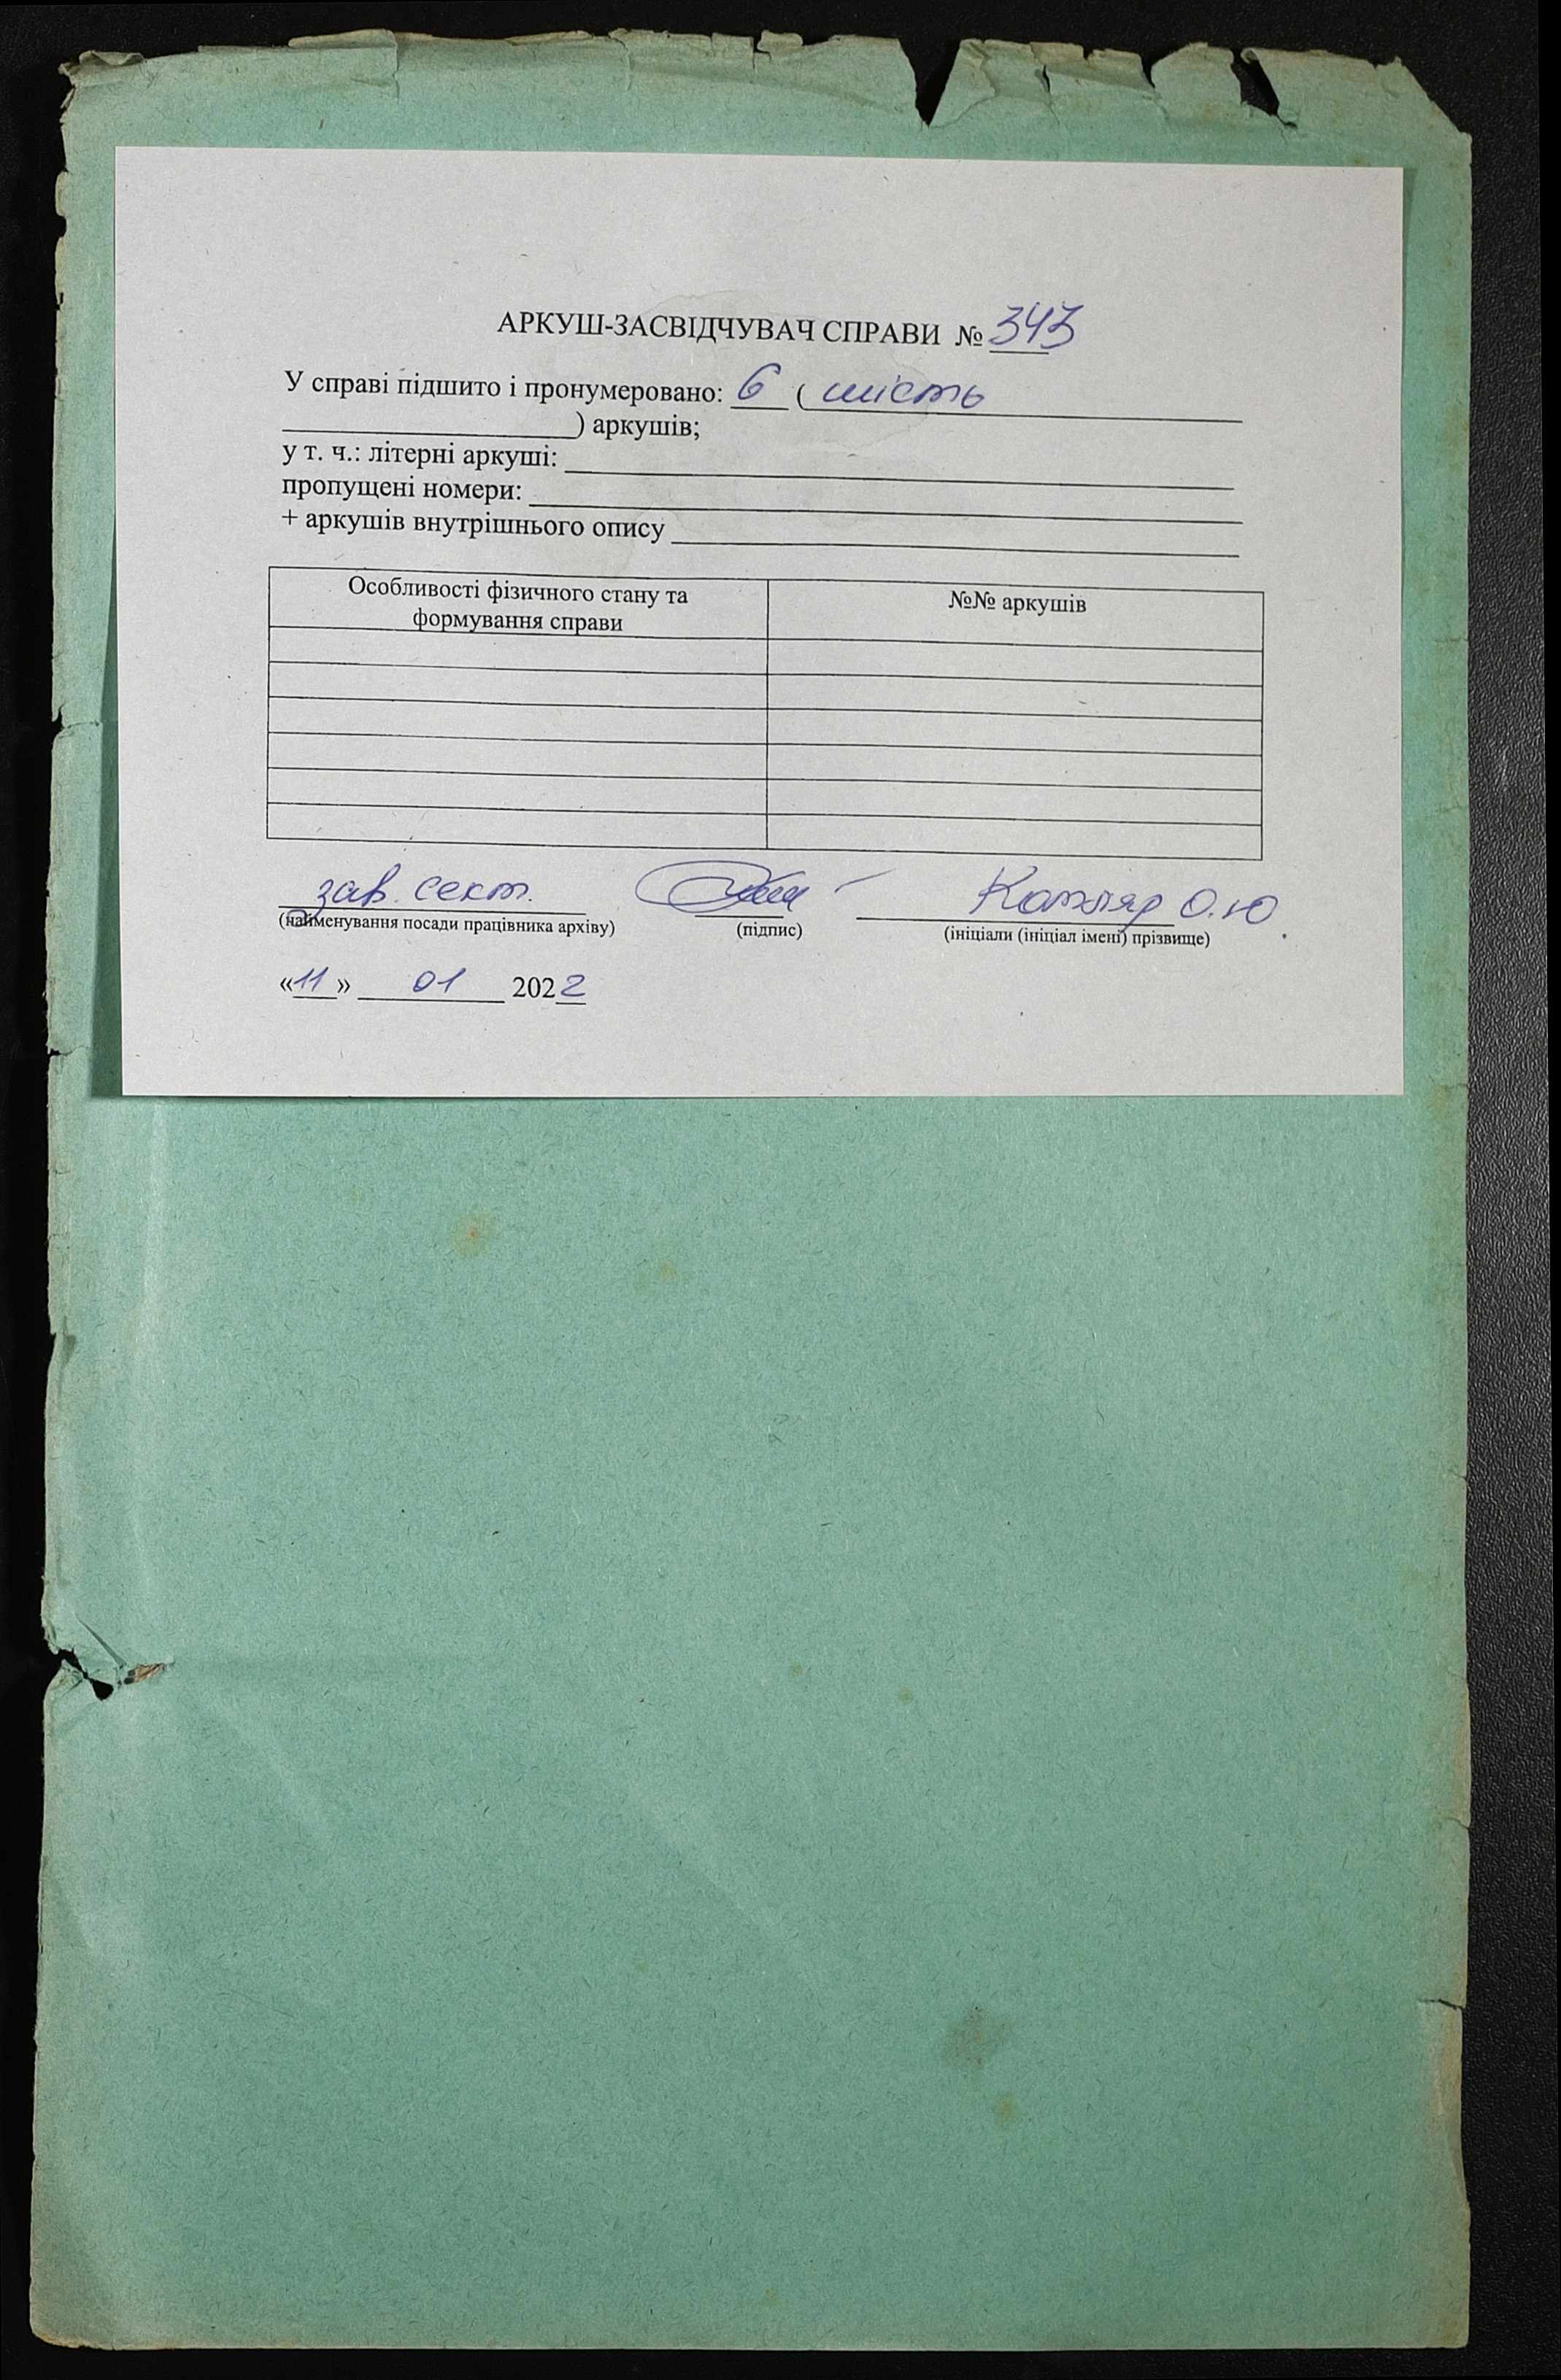 АРКУШ-ЗАСВІДЧУВАЧ СПРАВИ № 343
У справі підшито і пронумеровано: 6 ( шість
) аркушів;
у т. ч.: літерні аркуші:
пропущені номери:
+ аркушів внутрішнього опису
Особливості фізичного стану та формування справи
№№ аркушів
зав. сект. Котляр О.Ю.
(найменування посади працівника архіву) (підпис) (ініціали (ініціал імені) прізвище)
«11» 01 2022